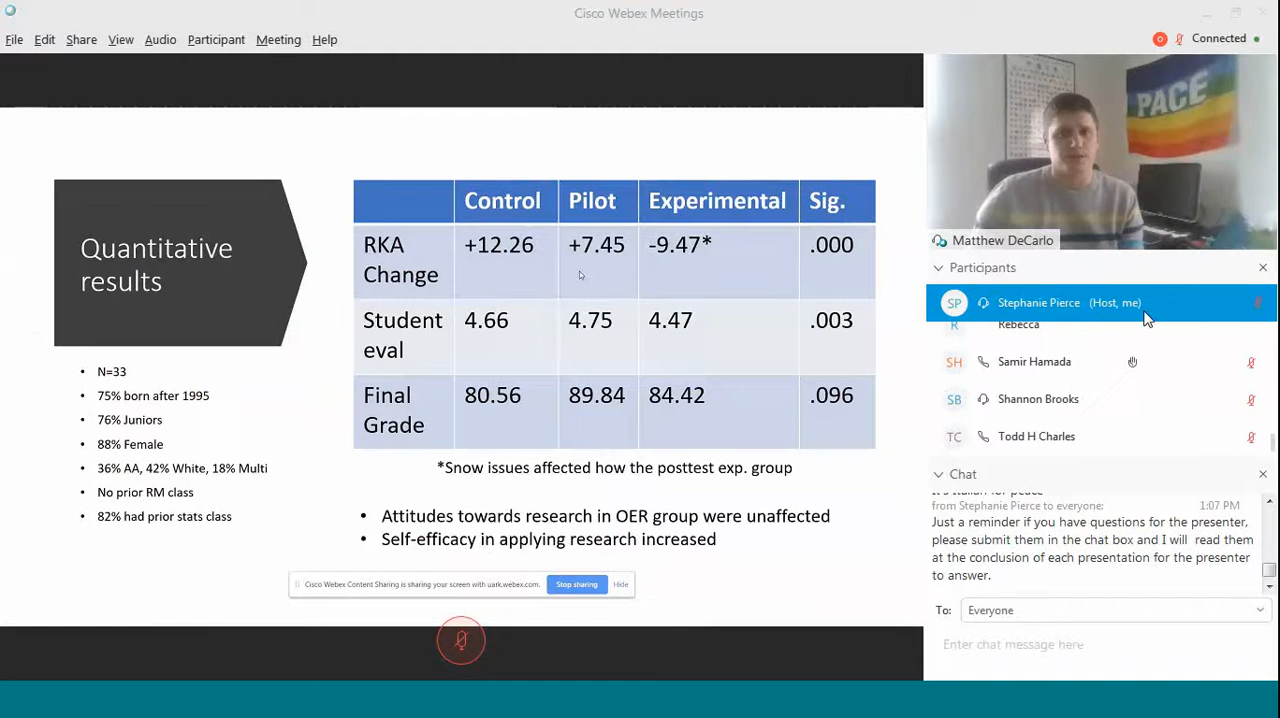 Cisco Webex Meetings
File Edit Share View Audio Participant Meeting Help
Connected
Quantitative
results
N=33
75% born after 1995
76% Juniors
88% Female
36% AA, 42% White, 18% Multi
No prior RM class
82% had prior stats class
Control Pilot Experimental Sig.
RKA
Change
+12.26 +7.45 -9.47* .000
Student
eval
4.66 4.75 4.47 .003
Final
Grade
80.56 89.84 84.42 .096
*Snow issues affected how the posttest exp. group
Attitudes towards research in OER group were unaffected
Self-efficacy in applying research increased
Cisco Webex Content Sharing is sharing your screen with uark.webex.com. Stop sharing Hide
PACE
Matthew DeCarlo
Participants
SP Stephanie Pierce (Host, me)
R Rebecca
SH Samir Hamada
SB Shannon Brooks
TC Todd H Charles
Chat
It's Italian for peace
from Stephanie Pierce to everyone: 1:07 PM
Just a reminder if you have questions for the presenter,
please submit them in the chat box and I will read them
at the conclusion of each presentation for the presenter
to answer.
To: Everyone
Enter chat message here